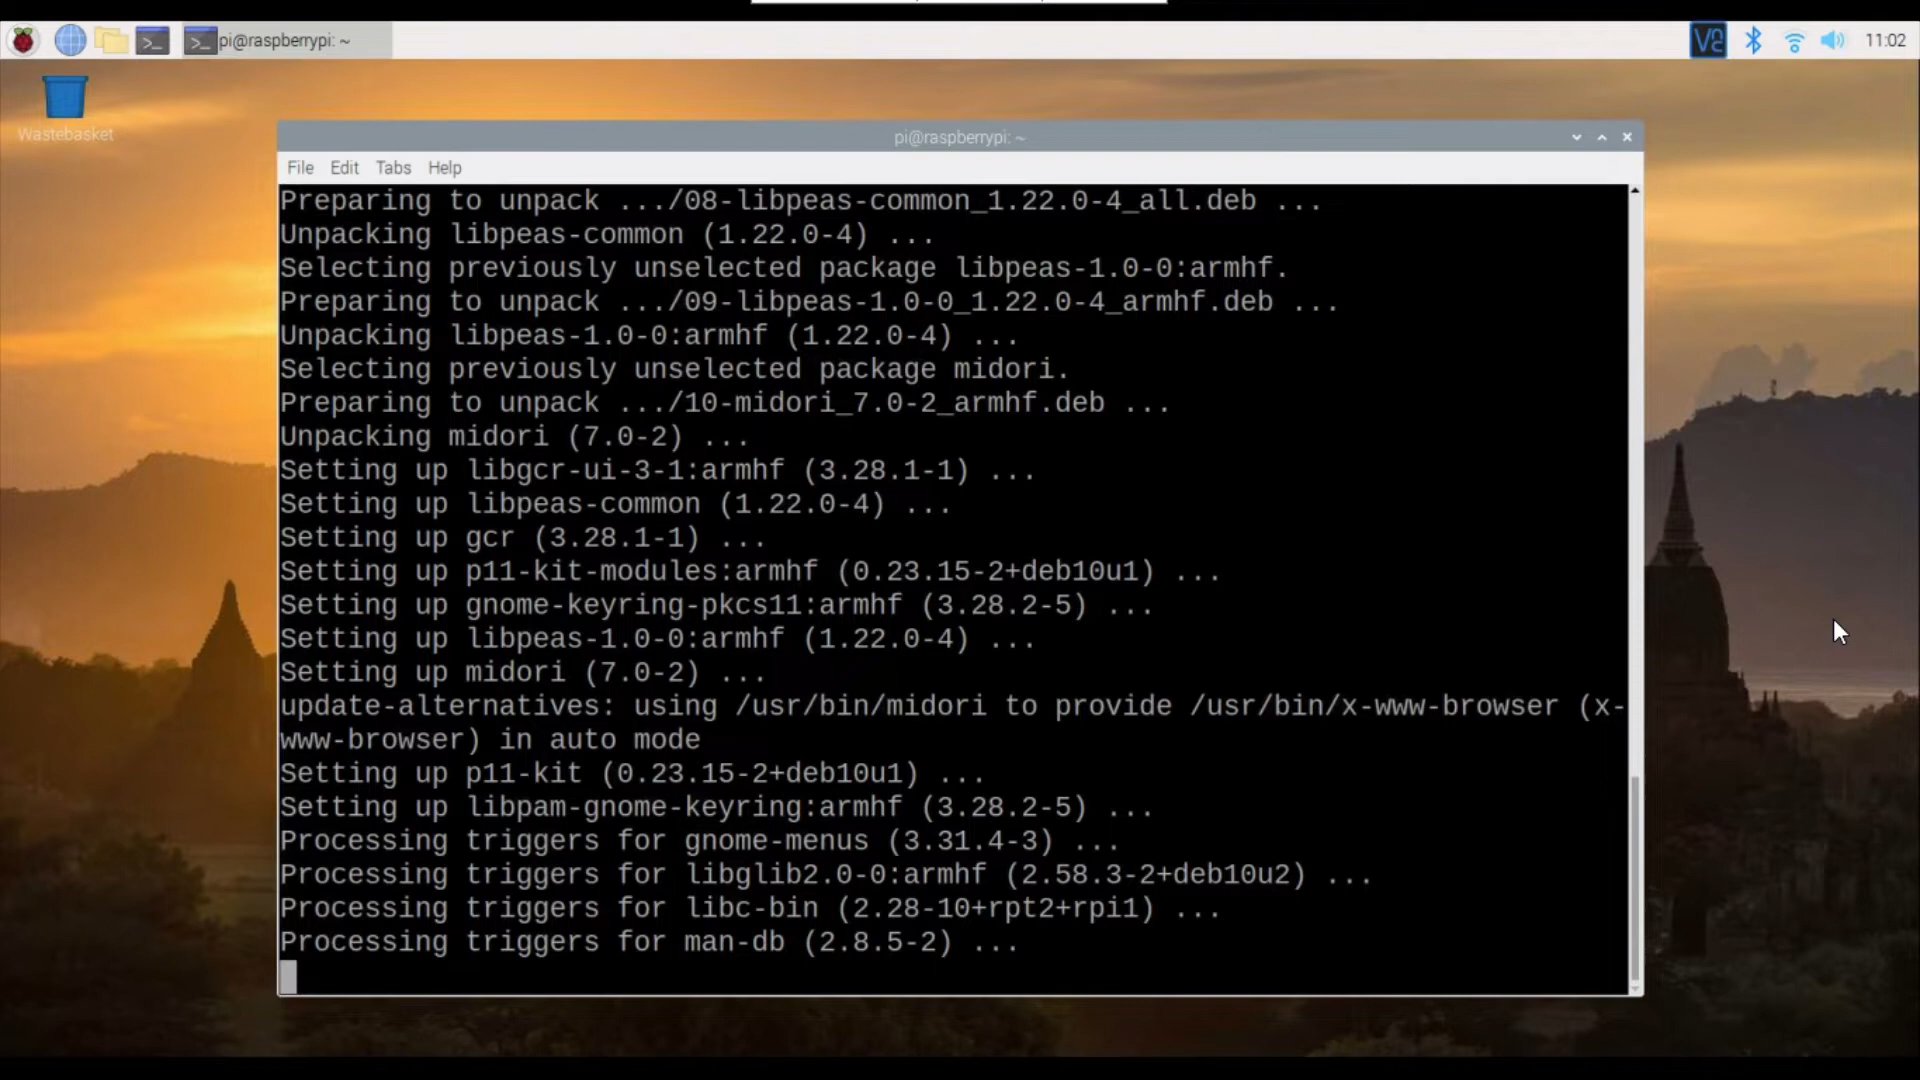 pi@raspberrypi: ~
11:02
Wastebasket
pi@raspberrypi: ~
File Edit Tabs Help
Preparing to unpack .../08-libpeas-common_1.22.0-4_all.deb ...
Unpacking libpeas-common (1.22.0-4) ...
Selecting previously unselected package libpeas-1.0-0:armhf.
Preparing to unpack .../09-libpeas-1.0-0_1.22.0-4_armhf.deb ...
Unpacking libpeas-1.0-0:armhf (1.22.0-4) ...
Selecting previously unselected package midori.
Preparing to unpack .../10-midori_7.0-2_armhf.deb ...
Unpacking midori (7.0-2) ...
Setting up libgcr-ui-3-1:armhf (3.28.1-1) ...
Setting up libpeas-common (1.22.0-4) ...
Setting up gcr (3.28.1-1) ...
Setting up p11-kit-modules:armhf (0.23.15-2+deb10u1) ...
Setting up gnome-keyring-pkcs11:armhf (3.28.2-5) ...
Setting up libpeas-1.0-0:armhf (1.22.0-4) ...
Setting up midori (7.0-2) ...
update-alternatives: using /usr/bin/midori to provide /usr/bin/x-www-browser (x-
www-browser) in auto mode
Setting up p11-kit (0.23.15-2+deb10u1) ...
Setting up libpam-gnome-keyring:armhf (3.28.2-5) ...
Processing triggers for gnome-menus (3.31.4-3) ...
Processing triggers for libglib2.0-0:armhf (2.58.3-2+deb10u2) ...
Processing triggers for libc-bin (2.28-10+rpt2+rpi1) ...
Processing triggers for man-db (2.8.5-2) ...